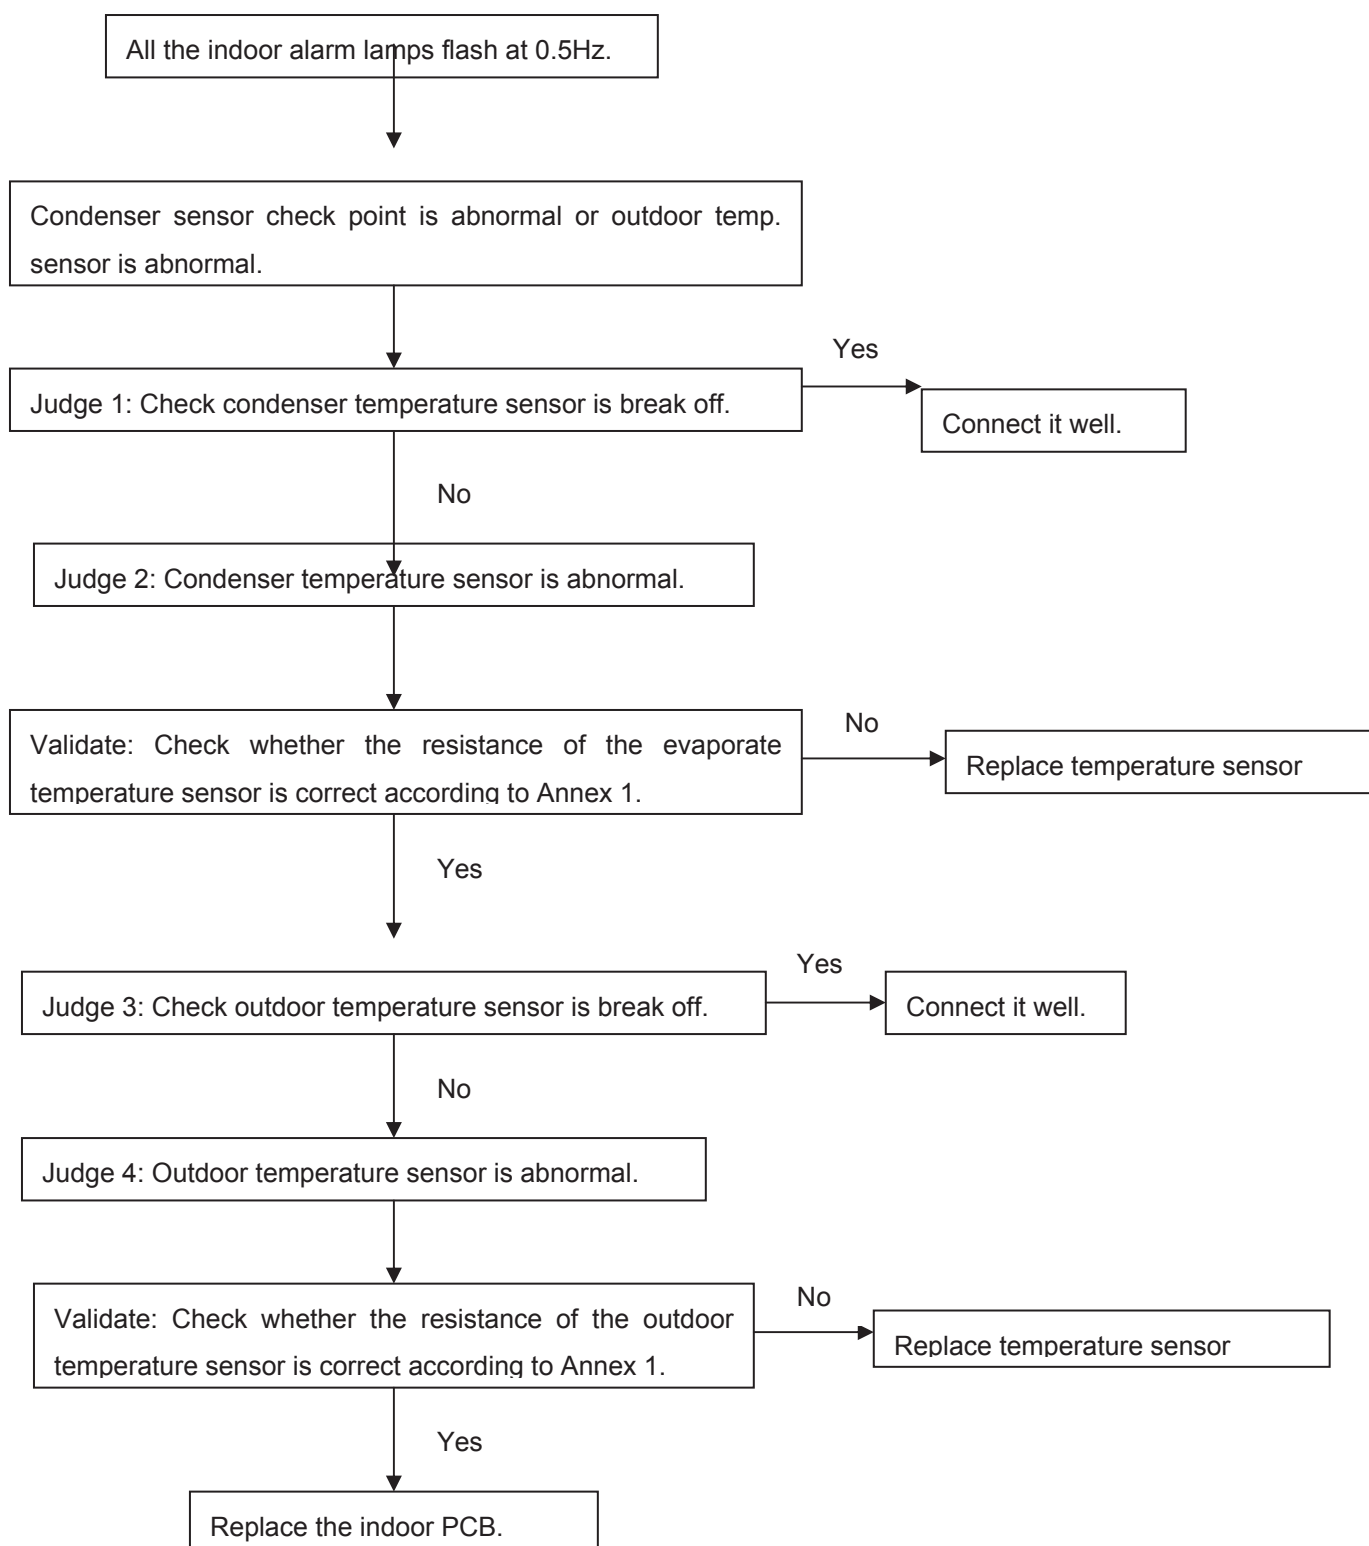 All the indoor alarm lamps flash at 0.5Hz.
Condenser sensor check point is abnormal or outdoor temp.
sensor is abnormal.
Yes
Judge 1: Check condenser temperature sensor is break off.
Connect it well.
No
Judge 2: Condenser temperature sensor is abnormal.
No
Validate: Check whether the resistance of the evaporate
temperature sensor is correct according to Annex 1.
Replace temperature sensor
Yes
Yes
Judge 3: Check outdoor temperature sensor is break off.
Connect it well.
No
Judge 4: Outdoor temperature sensor is abnormal.
No
Validate: Check whether the resistance of the outdoor
temperature sensor is correct according to Annex 1.
Replace temperature sensor
Yes
Replace the indoor PCB.